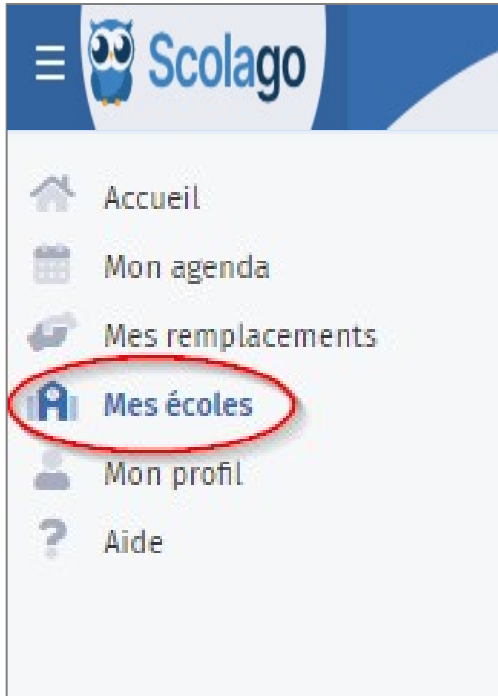 Scolago
Accueil
Mon agenda
Mes remplacements
Mes écoles
Mon profil
Aide